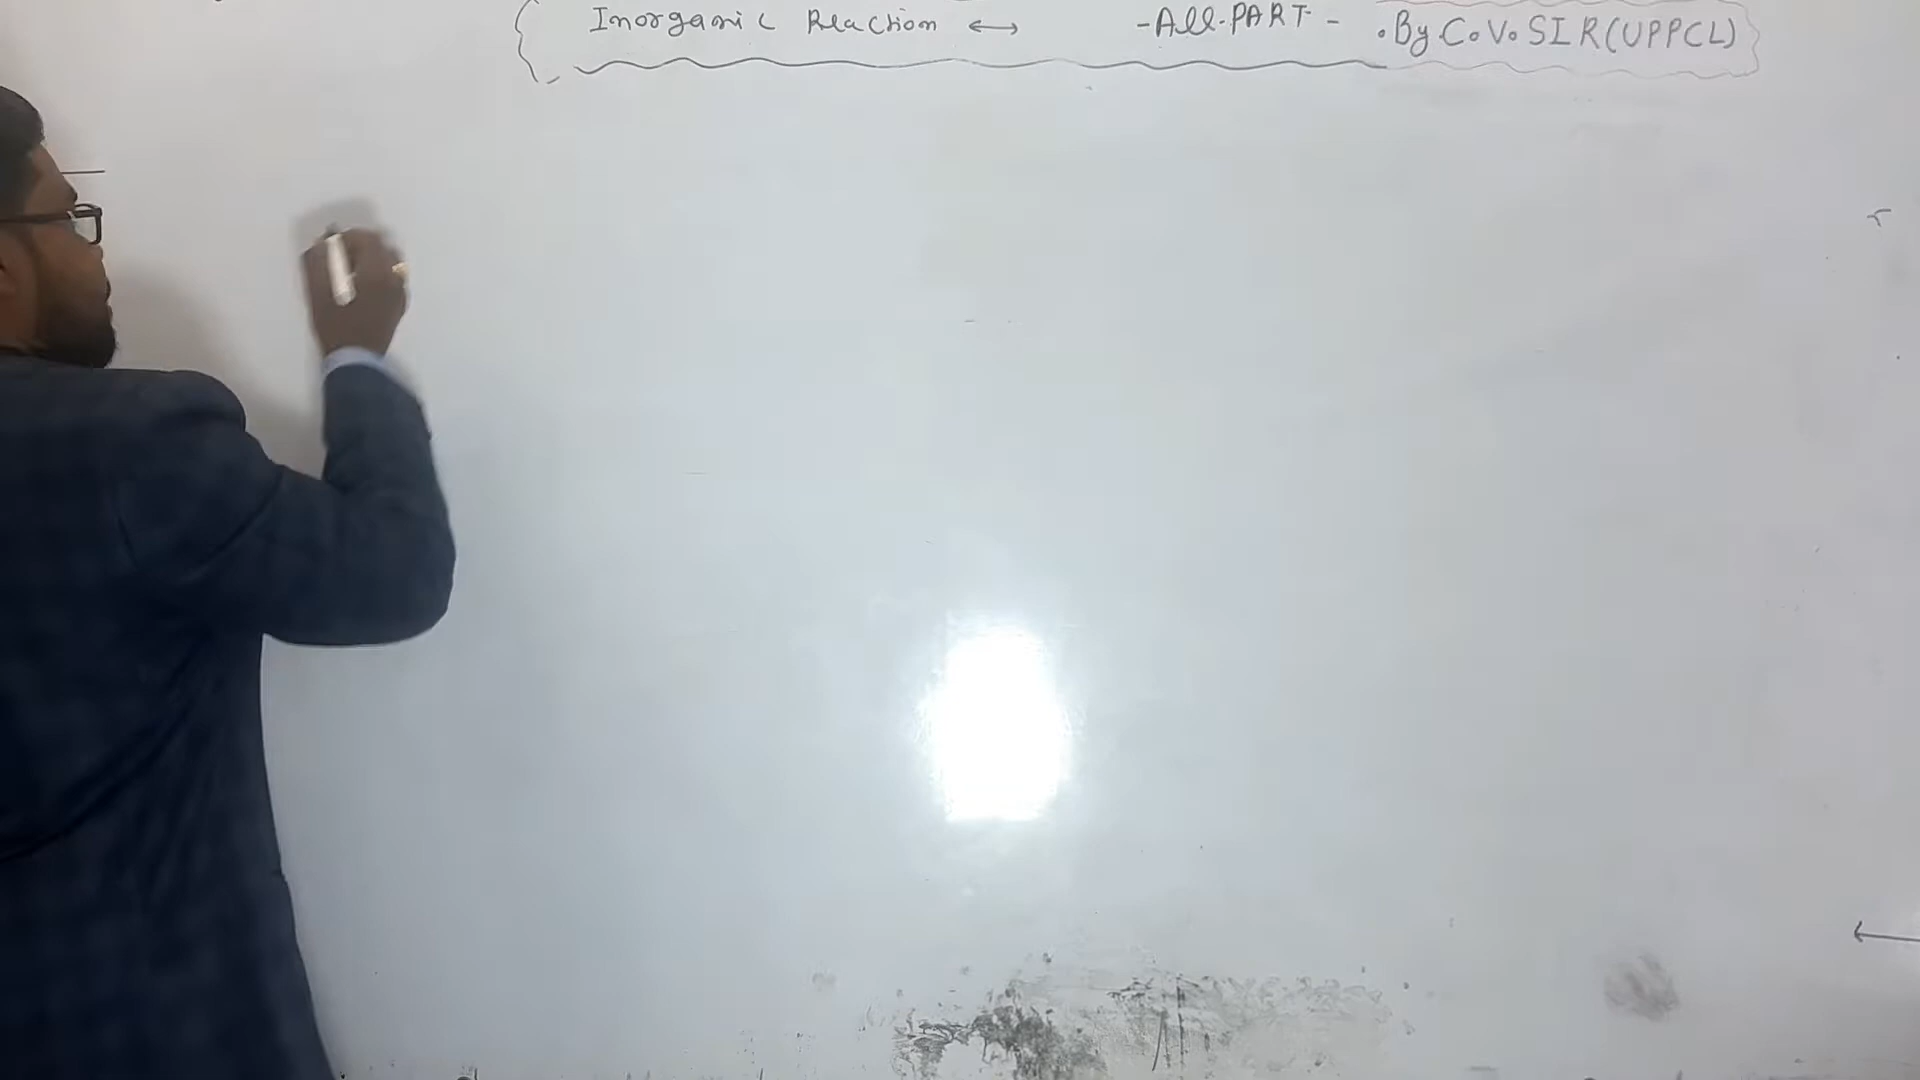 Inorganic Reaction ↔ -All-PART- • By C.V. SIR (UPPCL)